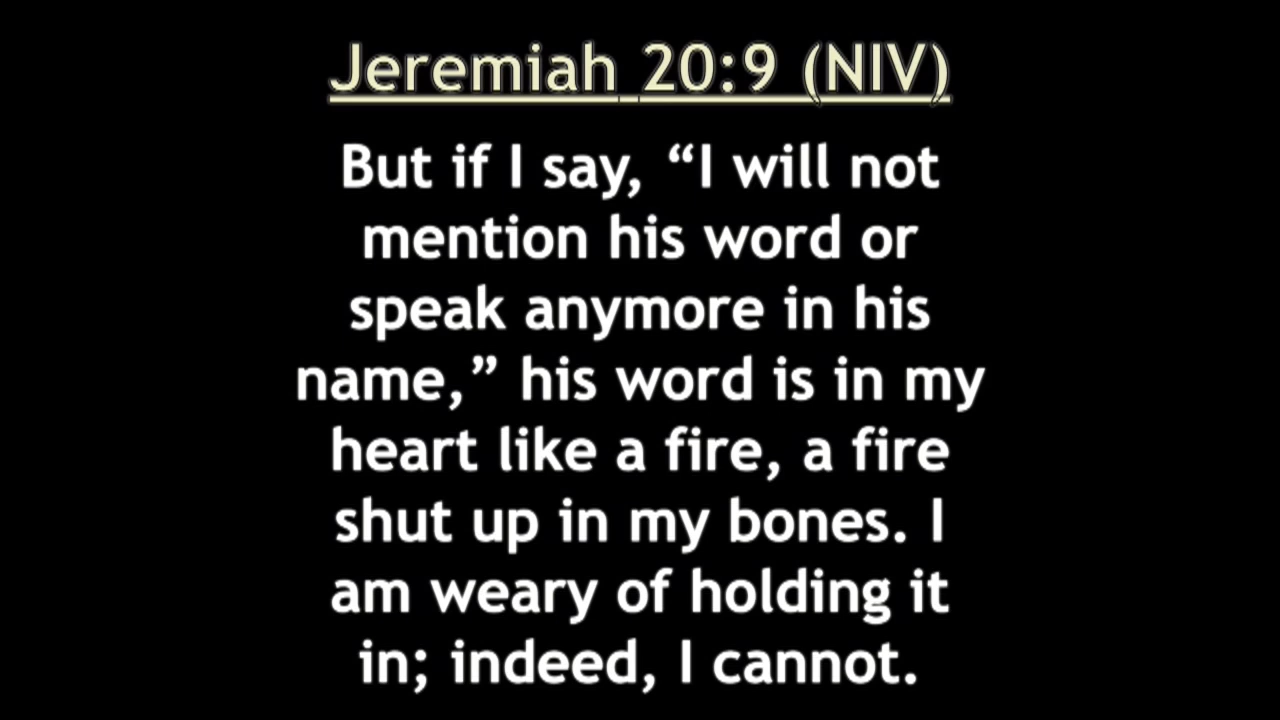 Jeremiah 20:9 (NIV)
But if I say, “I will not
mention his word or
speak anymore in his
name,” his word is in my
heart like a fire, a fire
shut up in my bones. I
am weary of holding it
in; indeed, I cannot.